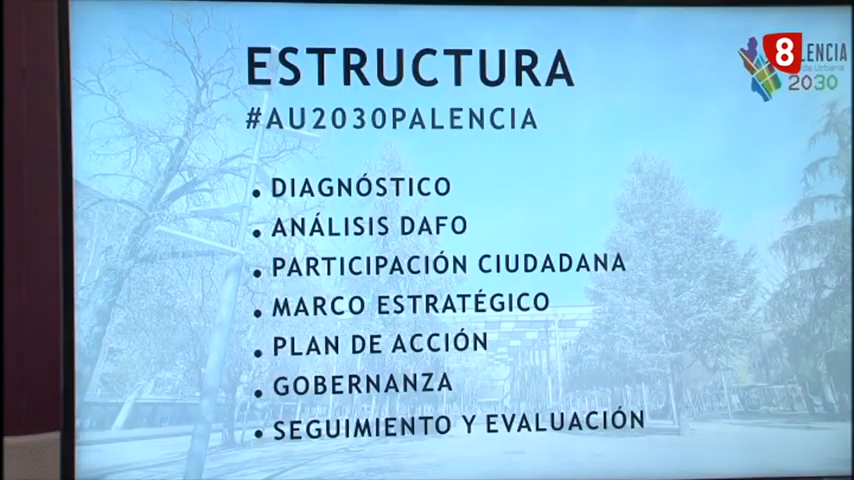 ESTRUCTURA
8
LENCIA
2030
#AU2030PALENCIA
• DIAGNÓSTICO
• ANÁLISIS DAFO
• PARTICIPACIÓN CIUDADANA
• MARCO ESTRATÉGICO
• PLAN DE ACCIÓN
• GOBERNANZA
• SEGUIMIENTO Y EVALUACIÓN